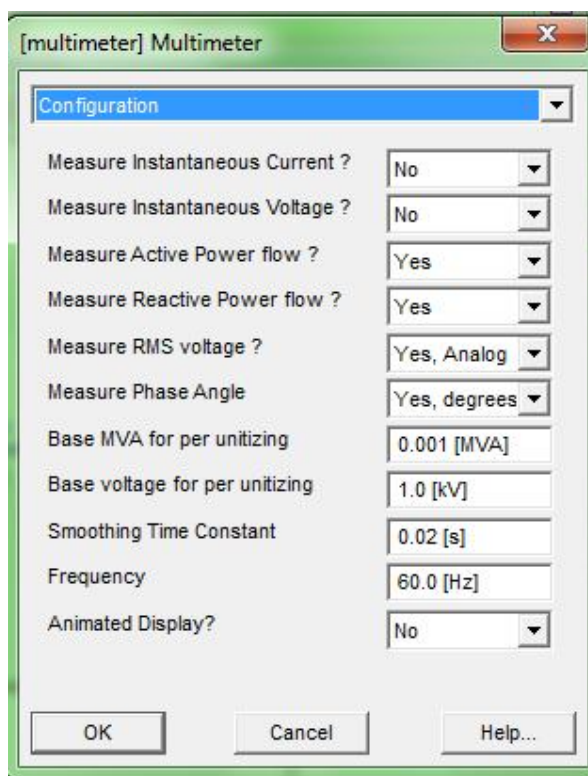 [multimeter] Multimeter
Configuration
Measure Instantaneous Current ? No
Measure Instantaneous Voltage ? No
Measure Active Power flow ? Yes
Measure Reactive Power flow ? Yes
Measure RMS voltage ? Yes, Analog
Measure Phase Angle Yes, degrees
Base MVA for per unitizing 0.001 [MVA]
Base voltage for per unitizing 1.0 [kV]
Smoothing Time Constant 0.02 [s]
Frequency 60.0 [Hz]
Animated Display? No
OK Cancel Help...